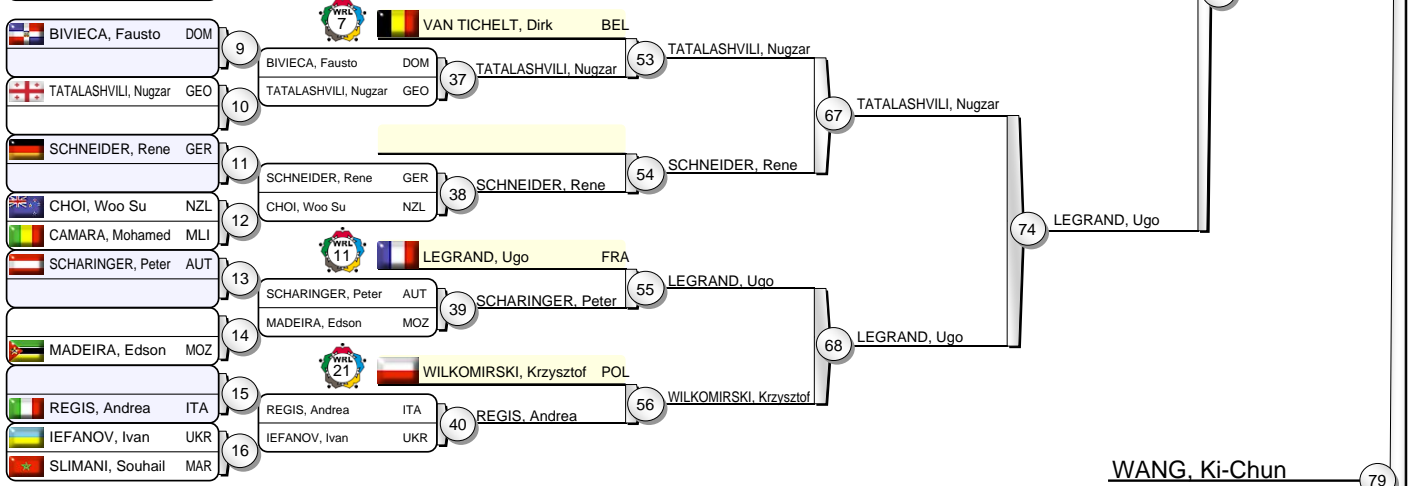 BIVIECA, Fausto DOM
9
TATALASHVILI, Nugzar GEO
10
SCHNEIDER, Rene GER
11
CHOI, Woo Su NZL
12
CAMARA, Mohamed MLI
SCHARINGER, Peter AUT
13
14
MADEIRA, Edson MOZ
15
REGIS, Andrea ITA
IEFANOV, Ivan UKR
16
SLIMANI, Souhail MAR
WRL
7
VAN TICHELT, Dirk BEL
BIVIECA, Fausto DOM
TATALASHVILI, Nugzar GEO
37
TATALASHVILI, Nugzar
53
SCHNEIDER, Rene GER
CHOI, Woo Su NZL
38
SCHNEIDER, Rene
54
WRL
11
LEGRAND, Ugo FRA
SCHARINGER, Peter AUT
MADEIRA, Edson MOZ
39
SCHARINGER, Peter
55
WRL
21
WILKOMIRSKI, Krzysztof POL
REGIS, Andrea ITA
IEFANOV, Ivan UKR
40
REGIS, Andrea
56
TATALASHVILI, Nugzar
67
SCHNEIDER, Rene
LEGRAND, Ugo
68
WILKOMIRSKI, Krzysztof
TATALASHVILI, Nugzar
74
LEGRAND, Ugo
LEGRAND, Ugo
WANG, Ki-Chun
79